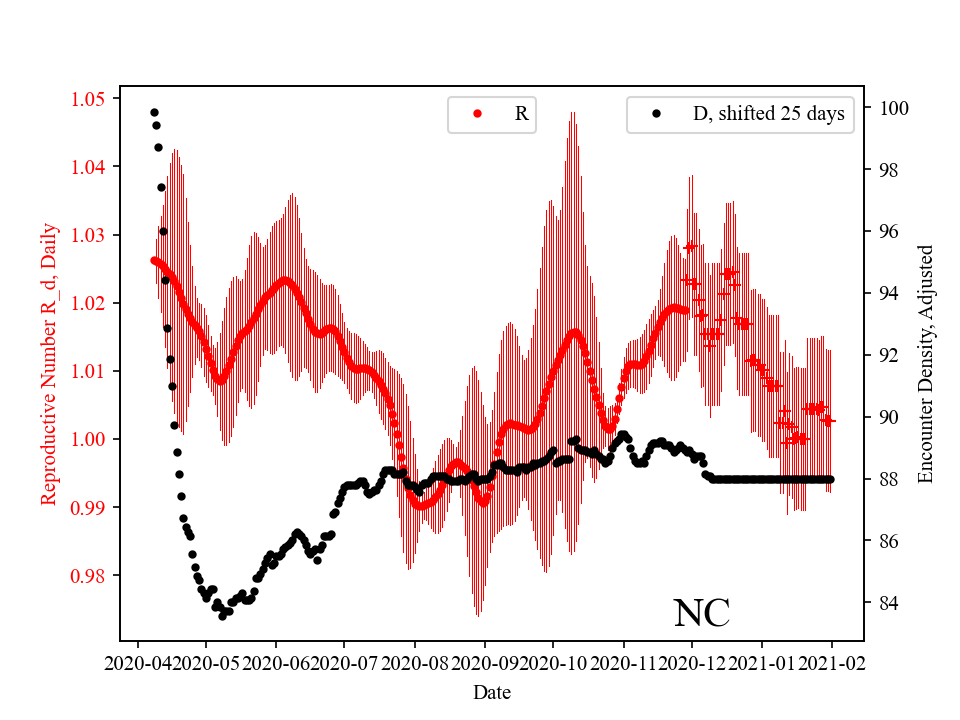 R
D, shifted 25 days
1.05
1.04
1.03
1.02
1.01
1.00
0.99
0.98
Reproductive Number R_d, Daily
100
98
96
94
92
90
88
86
84
Encounter Density, Adjusted
NC
2020-04 2020-05 2020-06 2020-07 2020-08 2020-09 2020-10 2020-11 2020-12 2021-01 2021-02
Date